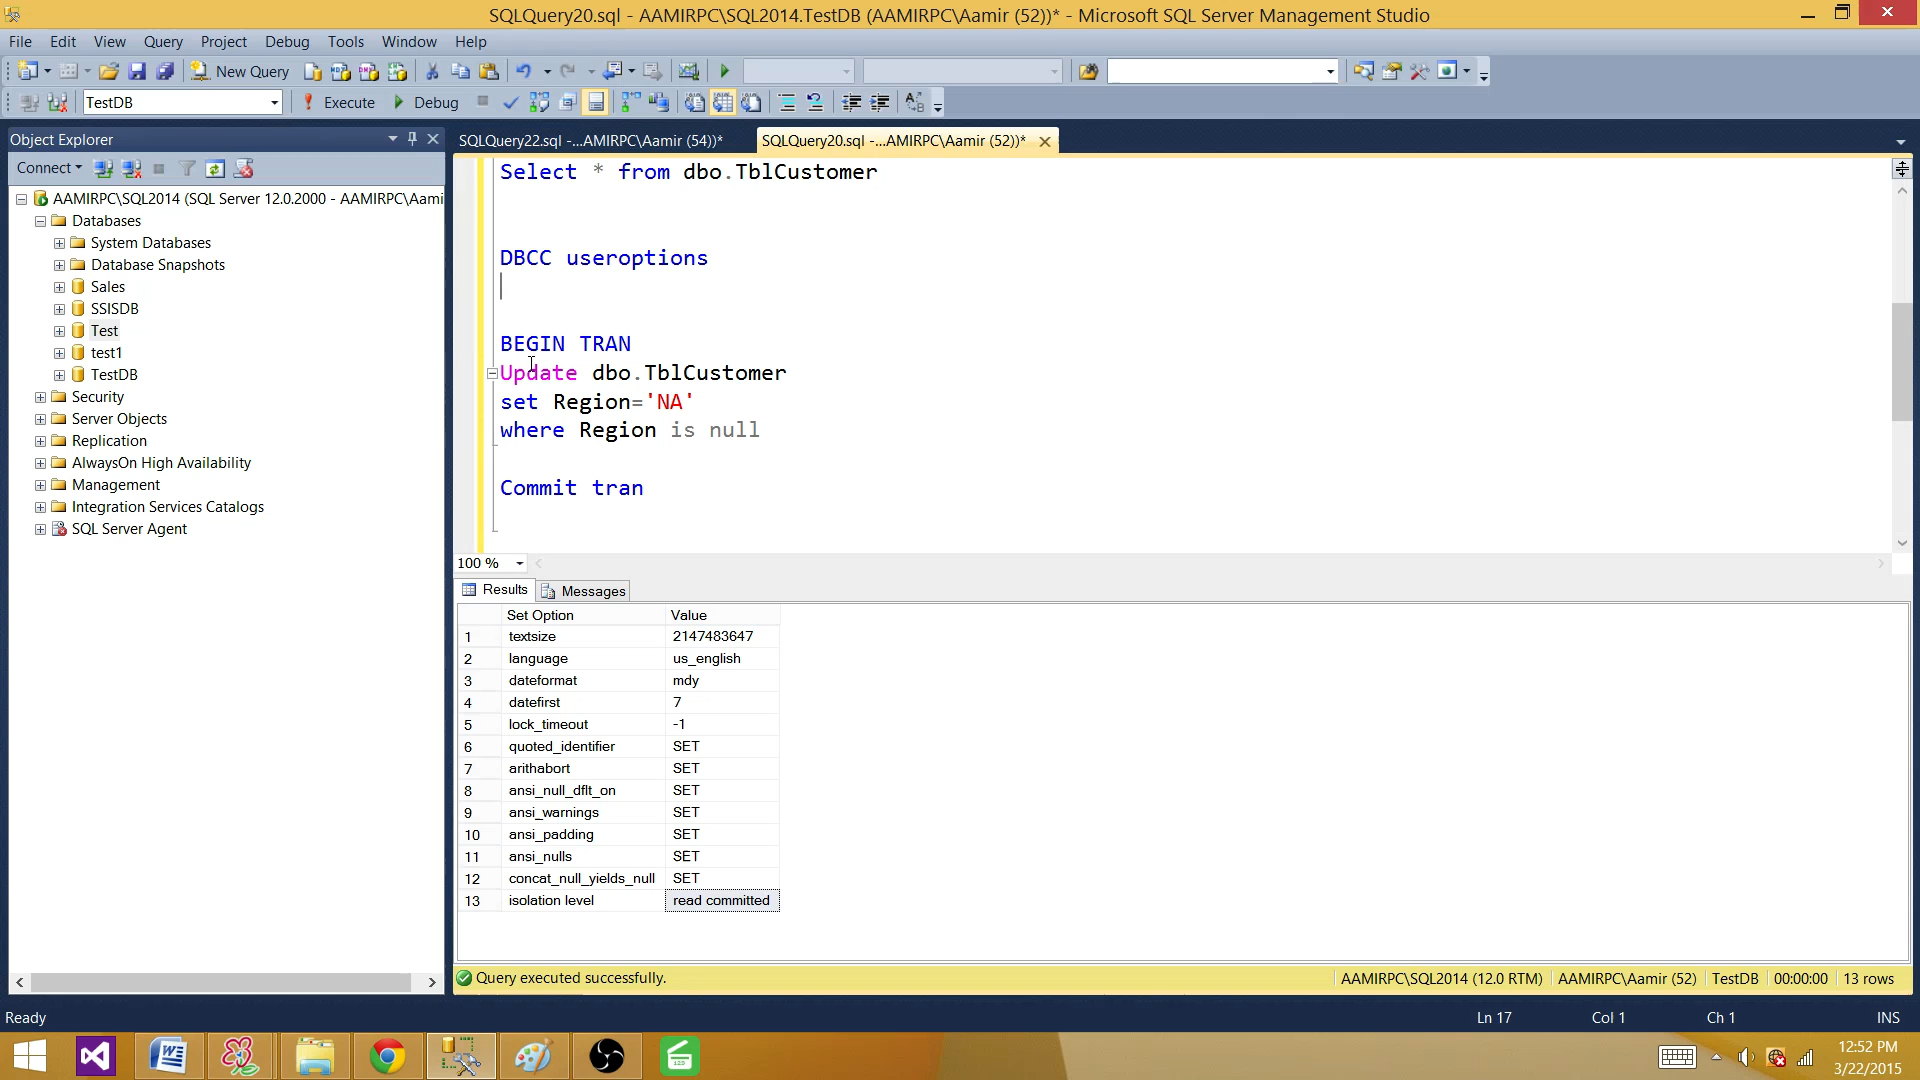 SQLQuery20.sql - AAMIRPC\SQL2014.TestDB (AAMIRPC\Aamir (52))* - Microsoft SQL Server Management Studio
File Edit View Query Project Debug Tools Window Help
New Query
TestDB Execute Debug
Object Explorer
Connect
AAMIRPC\SQL2014 (SQL Server 12.0.2000 - AAMIRPC\Aami
Databases
System Databases
Database Snapshots
Sales
SSISDB
Test
test1
TestDB
Security
Server Objects
Replication
AlwaysOn High Availability
Management
Integration Services Catalogs
SQL Server Agent
SQLQuery22.sql -...AMIRPC\Aamir (54))* SQLQuery20.sql -...AMIRPC\Aamir (52))*
Select * from dbo.TblCustomer
DBCC useroptions
BEGIN TRAN
Update dbo.TblCustomer
set Region='NA'
where Region is null
Commit tran
100 %
Results Messages
Set Option Value
1 textsize 2147483647
2 language us_english
3 dateformat mdy
4 datefirst 7
5 lock_timeout -1
6 quoted_identifier SET
7 arithabort SET
8 ansi_null_dflt_on SET
9 ansi_warnings SET
10 ansi_padding SET
11 ansi_nulls SET
12 concat_null_yields_null SET
13 isolation level read committed
Query executed successfully. AAMIRPC\SQL2014 (12.0 RTM) AAMIRPC\Aamir (52) TestDB 00:00:00 13 rows
Ready Ln 17 Col 1 Ch 1 INS
12:52 PM
3/22/2015